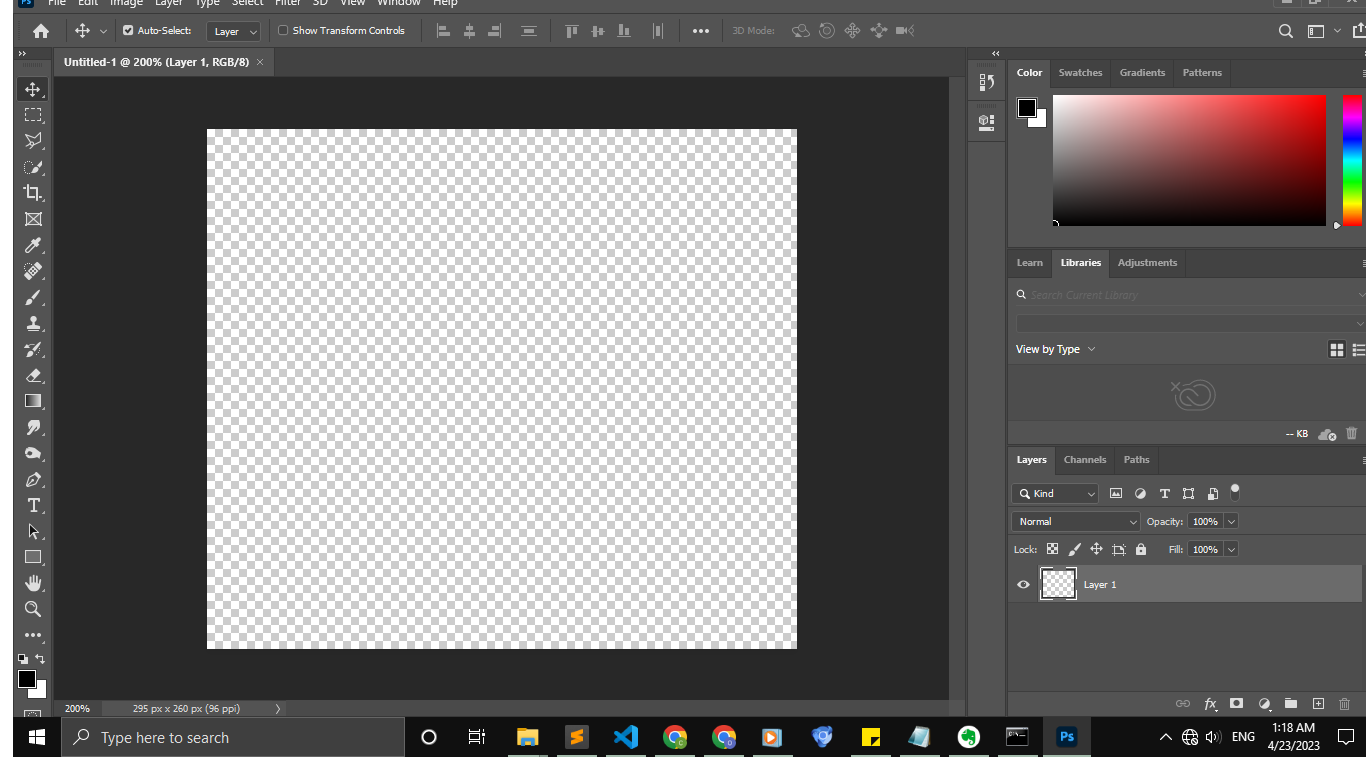 Ps File Edit Image Layer Type Select Filter 3D View Window Help
Auto-Select: Layer Show Transform Controls 3D Mode:
Untitled-1 @ 200% (Layer 1, RGB/8) ×
Color Swatches Gradients Patterns
Learn Libraries Adjustments
Search Current Library
View by Type
-- KB
Layers Channels Paths
Kind
Normal Opacity: 100%
Lock: Fill: 100%
Layer 1
200% 295 px x 260 px (96 ppi)
fx
Type here to search
Ps
ENG
1:18 AM
4/23/2023